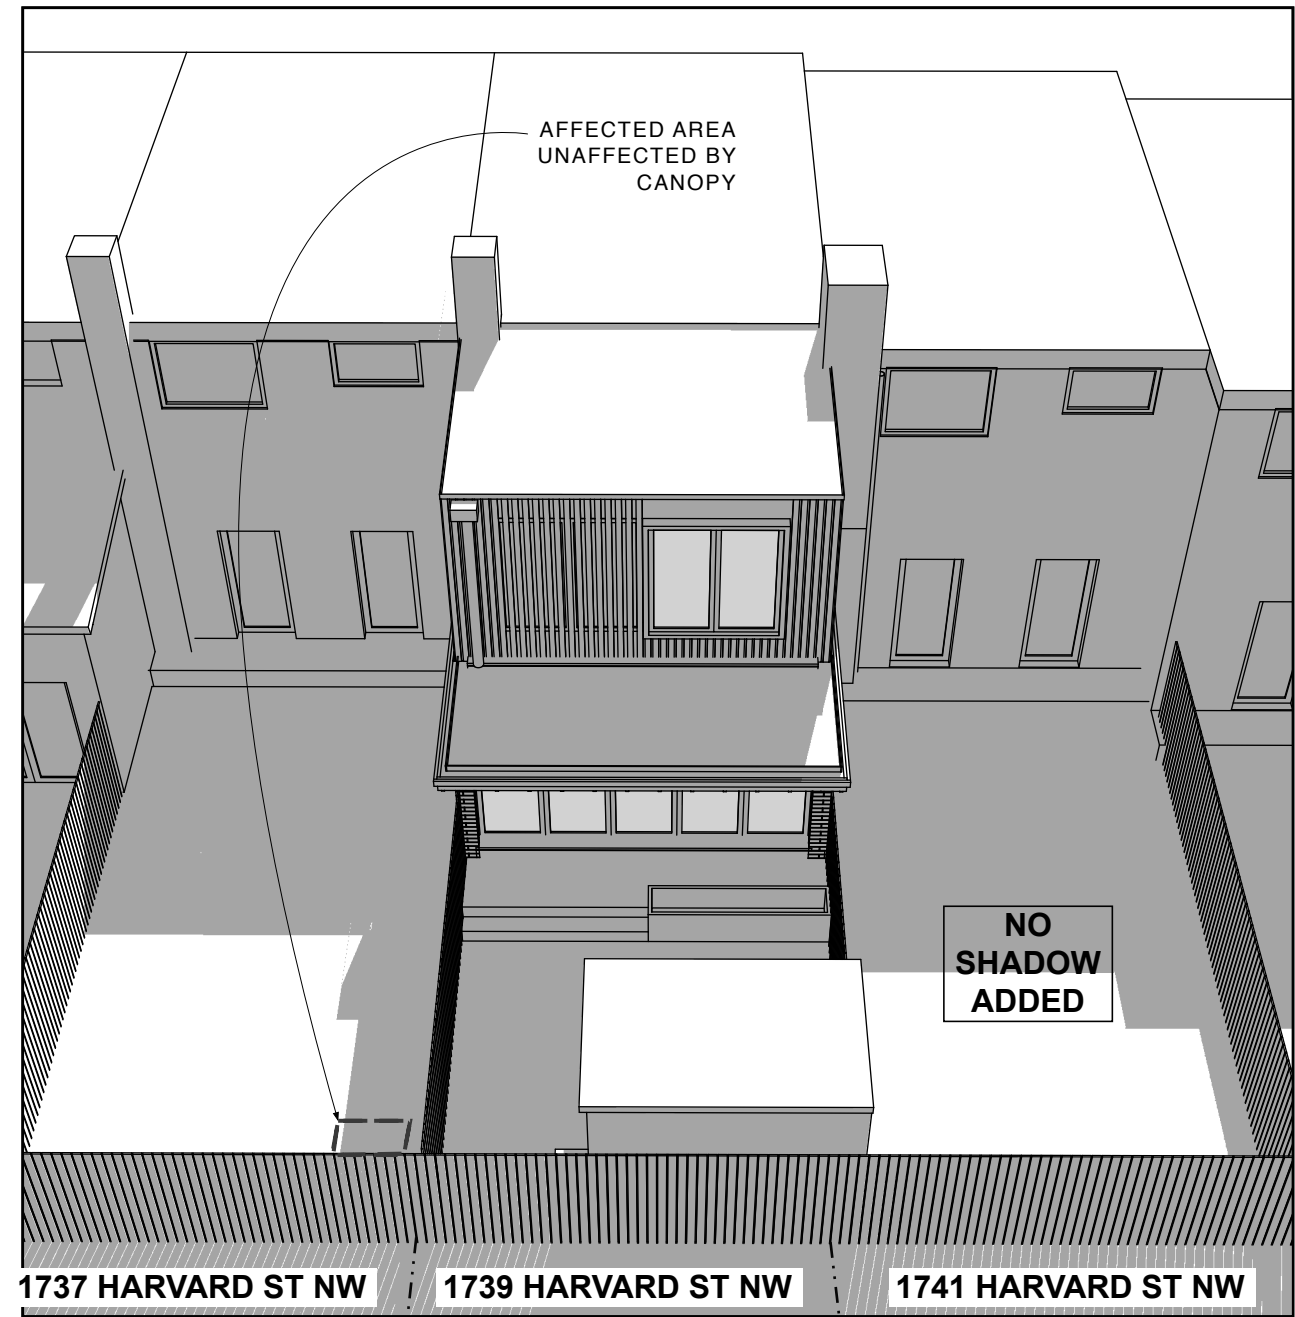 AFFECTED AREA
UNAFFECTED BY
CANOPY
NO
SHADOW
ADDED
1737 HARVARD ST NW
1739 HARVARD ST NW
1741 HARVARD ST NW